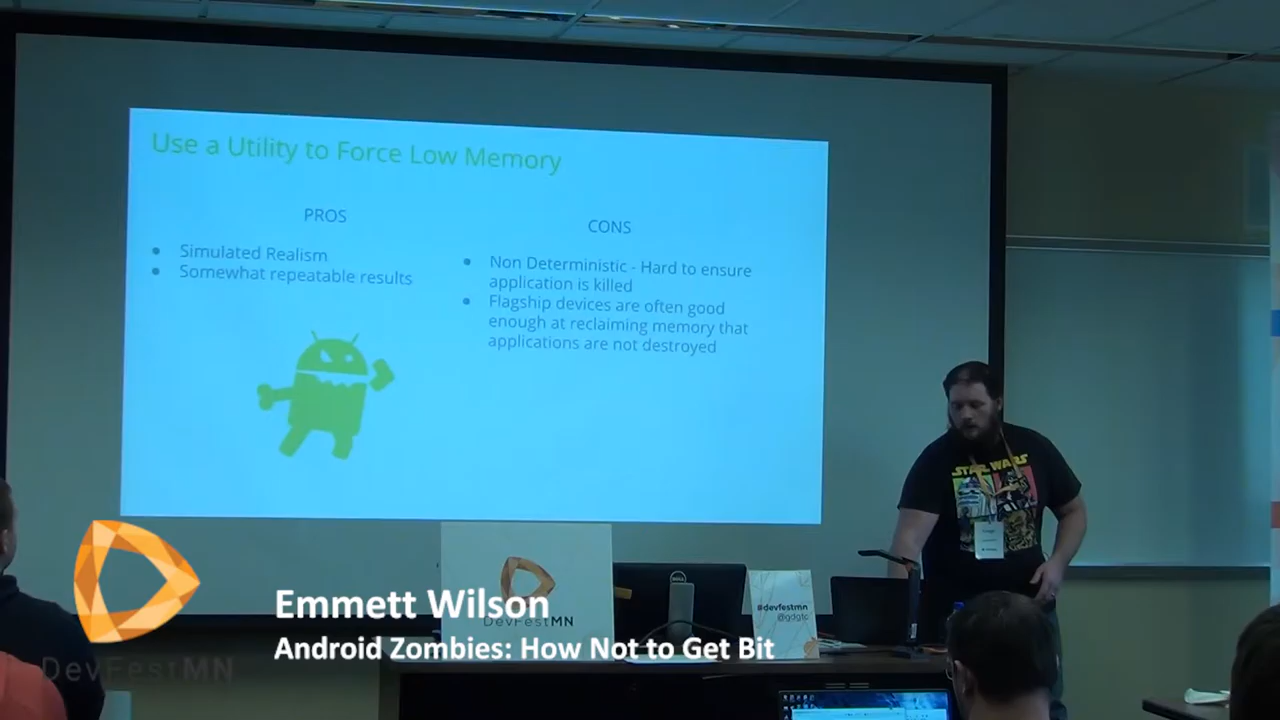 Use a Utility to Force Low Memory
PROS
Simulated Realism
Somewhat repeatable results
CONS
Non Deterministic - Hard to ensure
application is killed
Flagship devices are often good
enough at reclaiming memory that
applications are not destroyed
STAR WARS
DELL
#devfestmn
@gdgtc
DevFestMN
Emmett Wilson
Android Zombies: How Not to Get Bit
DevFestMN